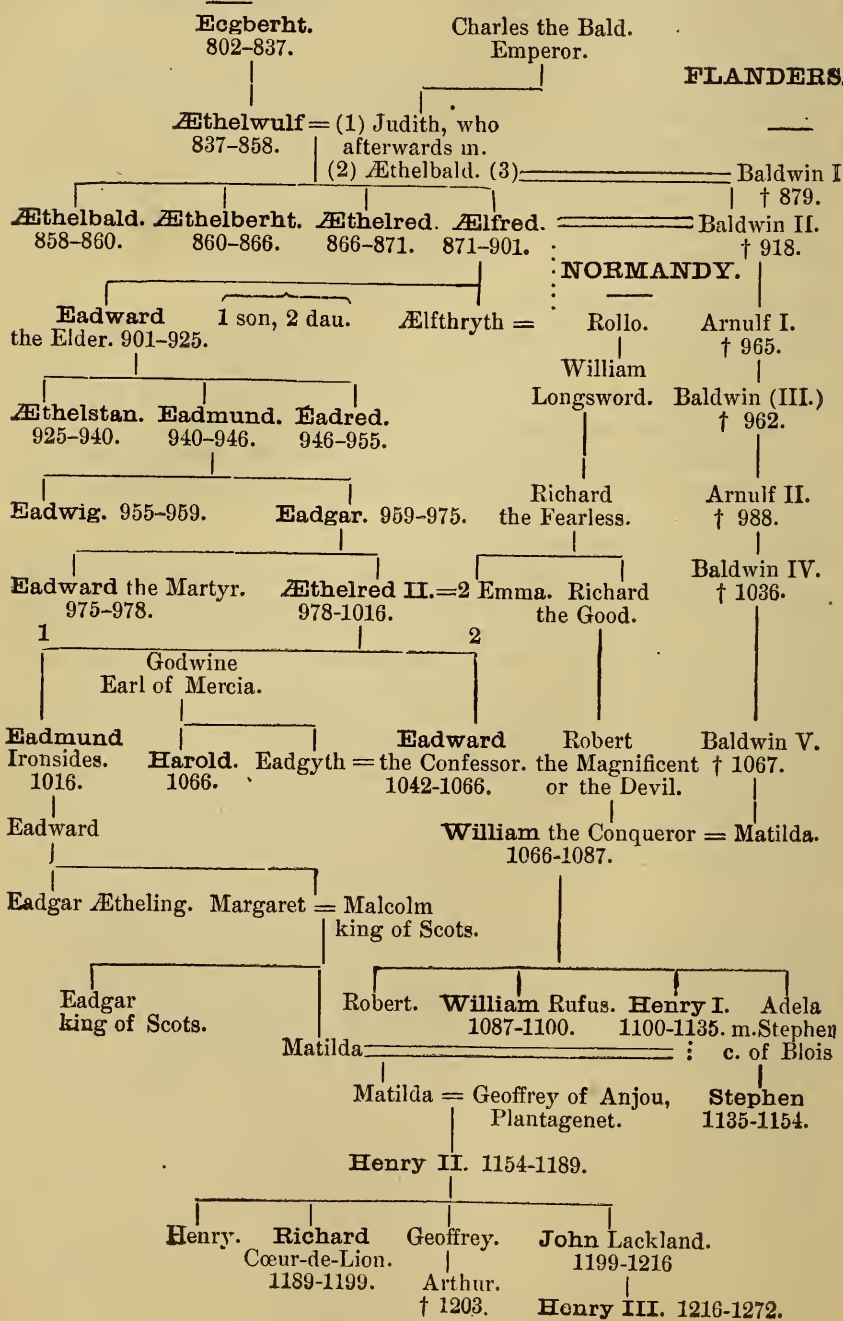 Ecgberht. Charles the Bald.
802–837. Emperor.
FLANDERS.
Æthelwulf = (1) Judith, who
837–858. afterwards m.
(2) Æthelbald. (3) Baldwin I
† 879.
Æthelbald. Æthelberht. Æthelred. Ælfred. Baldwin II.
858–860. 860–866. 866–871. 871–901. † 918.
NORMANDY.
Eadward 1 son, 2 dau. Ælfthryth = Rollo. Arnulf I.
the Elder. 901–925. † 965.
William
Æthelstan. Eadmund. Eadred. Longsword. Baldwin (III.)
925–940. 940–946. 946–955. † 962.
Richard Arnulf II.
Eadwig. 955–959. Eadgar. 959–975. the Fearless. † 988.
Baldwin IV.
Eadward the Martyr. Æthelred II.=2 Emma. Richard † 1036.
975–978. 978-1016. the Good.
1 2
Godwine
Earl of Mercia.
Eadmund Eadward Robert Baldwin V.
Ironsides. Harold. Eadgyth = the Confessor. the Magnificent † 1067.
1016. 1066. 1042-1066. or the Devil.
Eadward William the Conqueror = Matilda.
1066-1087.
Eadgar Ætheling. Margaret = Malcolm
king of Scots.
Eadgar Robert. William Rufus. Henry I. Adela
king of Scots. 1087-1100. 1100-1135. m.Stephen
Matilda c. of Blois
Matilda = Geoffrey of Anjou, Stephen
Plantagenet. 1135-1154.
Henry II. 1154-1189.
Henry. Richard Geoffrey. John Lackland.
Cœur-de-Lion. 1199-1216
1189-1199. Arthur.
† 1203. Henry III. 1216-1272.